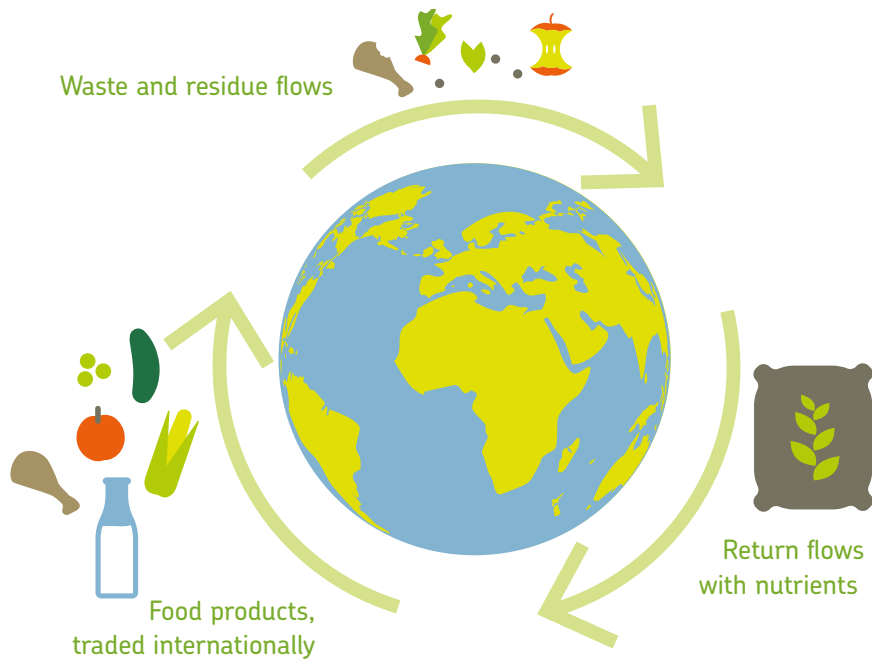 Waste and residue flows
Return flows
with nutrients
Food products,
traded internationally